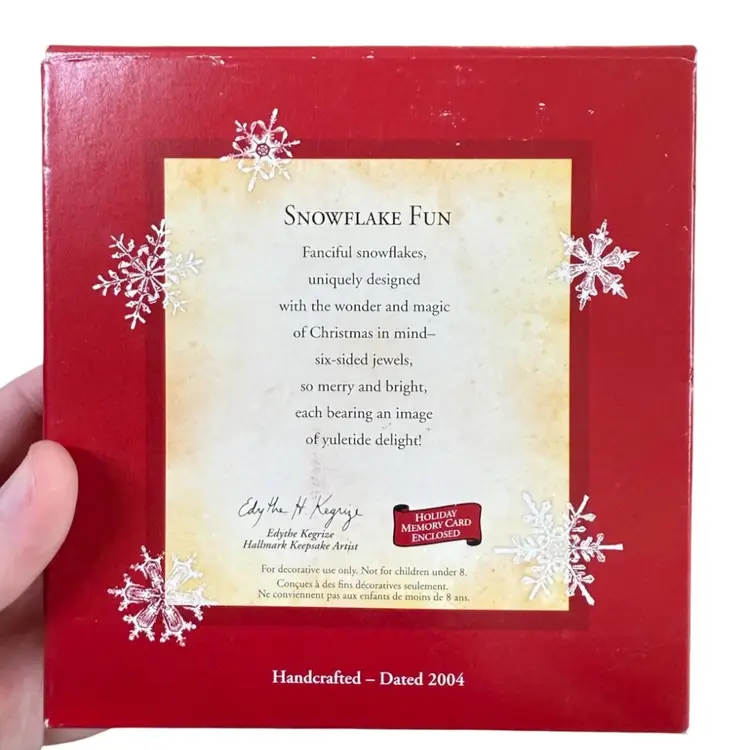 SNOWFLAKE FUN
Fanciful snowflakes,
uniquely designed
with the wonder and magic
of Christmas in mind–
six-sided jewels,
so merry and bright,
each bearing an image
of yuletide delight!
Edythe H. Kegrize
Edythe Kegrize
Hallmark Keepsake Artist
HOLIDAY
MEMORY CARD
ENCLOSED
For decorative use only. Not for children under 8.
Conçues à des fins décoratives seulement.
Ne conviennent pas aux enfants de moins de 8 ans.
Handcrafted – Dated 2004